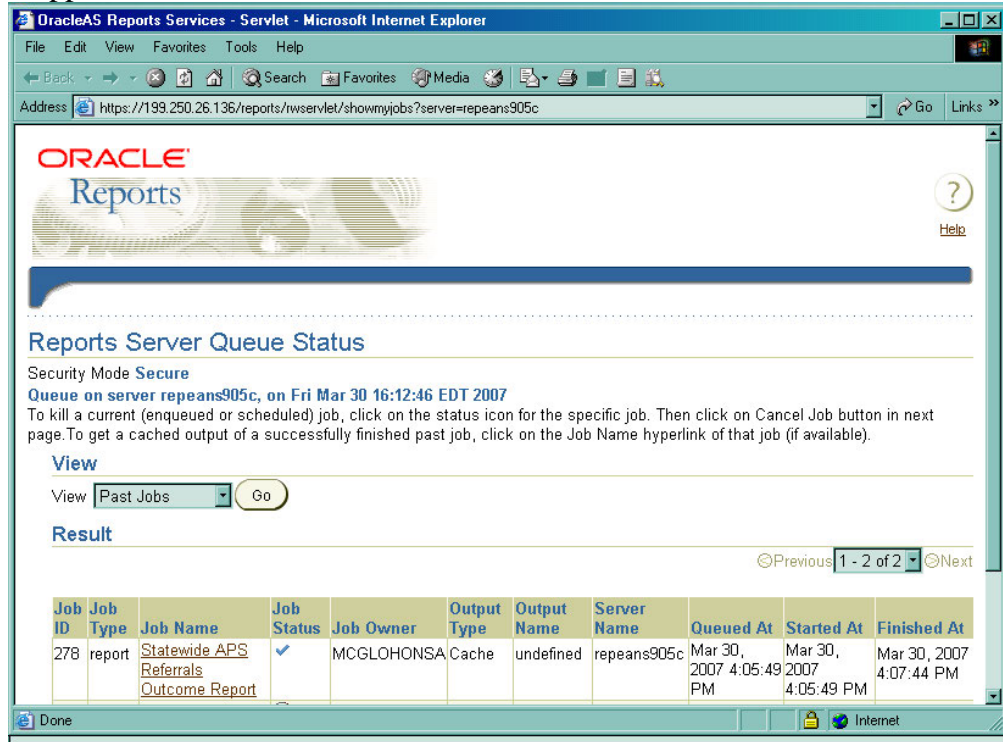 OracleAS Reports Services - Servlet - Microsoft Internet Explorer
File Edit View Favorites Tools Help
Back Search Favorites Media
Address https://199.250.26.136/reports/rwservlet/showmyjobs?server=repeans905c Go Links »
ORACLE
Reports
?
Help
Reports Server Queue Status
Security Mode Secure
Queue on server repeans905c, on Fri Mar 30 16:12:46 EDT 2007
To kill a current (enqueued or scheduled) job, click on the status icon for the specific job. Then click on Cancel Job button in next
page.To get a cached output of a successfully finished past job, click on the Job Name hyperlink of that job (if available).
View
View Past Jobs Go
Result
Previous 1 - 2 of 2 Next
Job ID Job Type Job Name Job Status Job Owner Output Type Output Name Server Name Queued At Started At Finished At
278 report Statewide APS Referrals Outcome Report MCGLOHONSA Cache undefined repeans905c Mar 30, 2007 4:05:49 PM Mar 30, 2007 4:05:49 PM Mar 30, 2007 4:07:44 PM
Done Internet